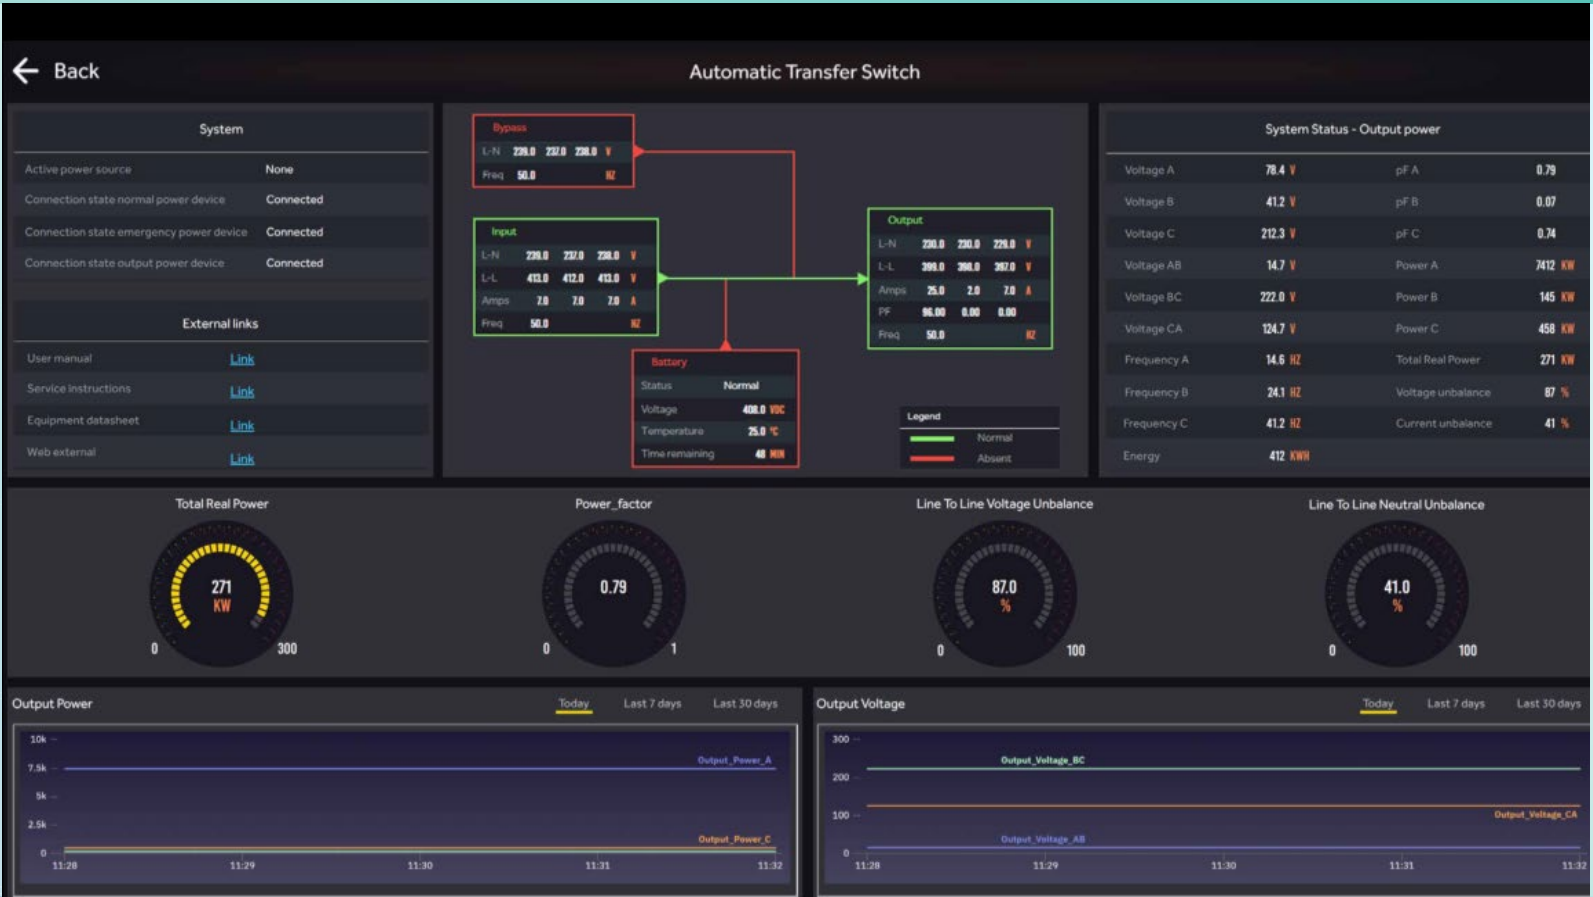 Back
Automatic Transfer Switch
System
Active power source None
Connection state normal power device Connected
Connection state emergency power device Connected
Connection state output power device Connected
External links
User manual Link
Service instructions Link
Equipment datasheet Link
Web external Link
Bypass
L-N 239.0 237.0 238.0 V
Freq 50.0 HZ
Input
L-N 239.0 237.0 238.0 V
L-L 413.0 412.0 413.0 V
Amps 7.0 7.0 7.0 A
Freq 50.0 HZ
Battery
Status Normal
Voltage 408.0 VDC
Temperature 25.0 °C
Time remaining 48 MIN
Output
L-N 230.0 230.0 229.0 V
L-L 399.0 398.0 397.0 V
Amps 25.0 2.0 7.0 A
PF 96.00 0.00 0.00
Freq 50.0 HZ
Legend
Normal
Absent
System Status - Output power
Voltage A 78.4 V pF A 0.79
Voltage B 41.2 V pF B 0.07
Voltage C 212.3 V pF C 0.74
Voltage AB 14.7 V Power A 7412 KW
Voltage BC 222.0 V Power B 145 KW
Voltage CA 124.7 V Power C 458 KW
Frequency A 14.6 HZ Total Real Power 271 KW
Frequency B 24.1 HZ Voltage unbalance 87 %
Frequency C 41.2 HZ Current unbalance 41 %
Energy 412 KWH
Total Real Power
271
KW
0 300
Power_factor
0.79
0 1
Line To Line Voltage Unbalance
87.0
%
0 100
Line To Line Neutral Unbalance
41.0
%
0 100
Output Power Today Last 7 days Last 30 days
10k
Output_Power_A
7.5k
5k
2.5k
Output_Power_C
0
11:28 11:29 11:30 11:31 11:32
Output Voltage Today Last 7 days Last 30 days
300
Output_Voltage_BC
200
100
Output_Voltage_CA
Output_Voltage_AB
0
11:28 11:29 11:30 11:31 11:32